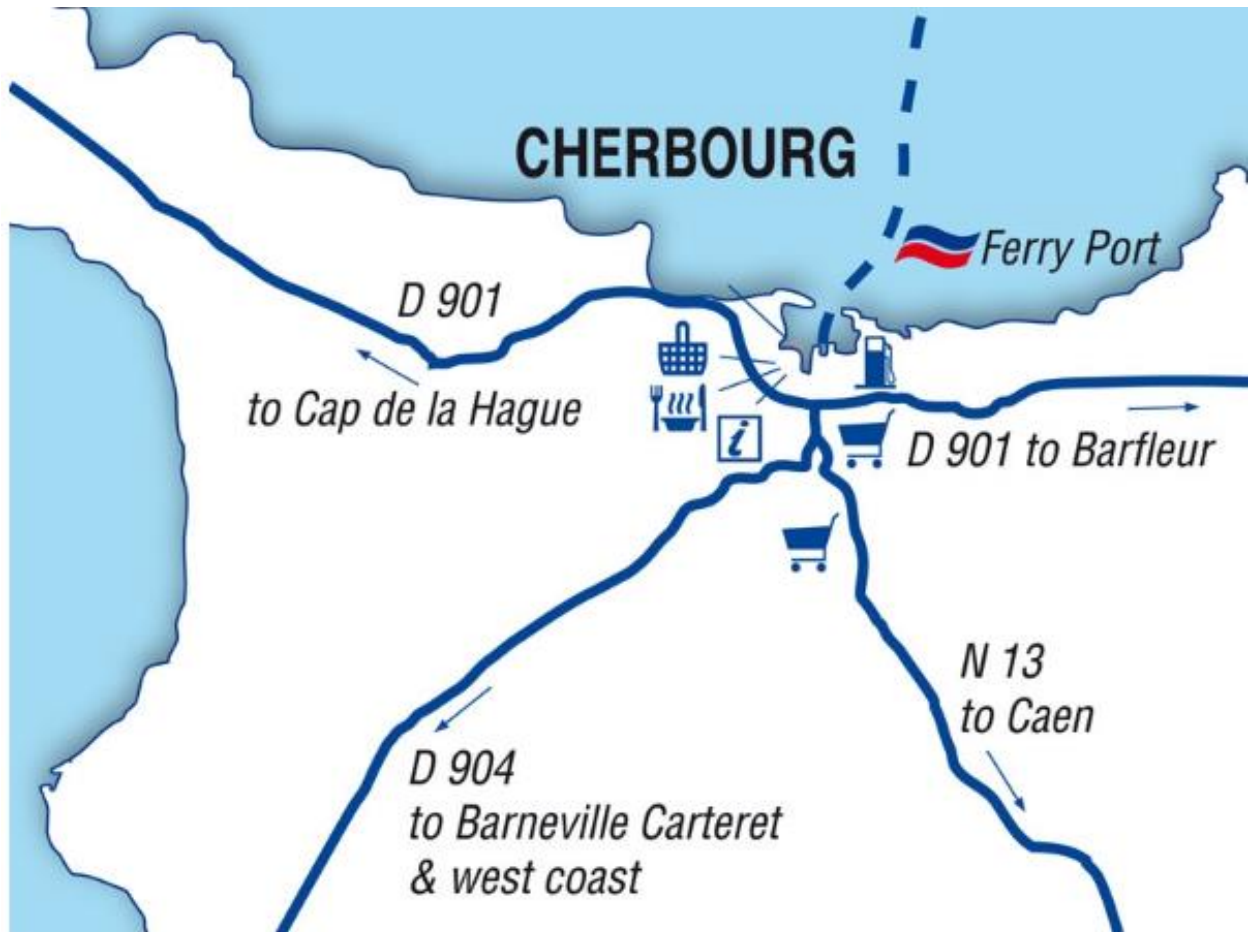 CHERBOURG
Ferry Port
D 901
to Cap de la Hague
i
D 901 to Barfleur
N 13
to Caen
D 904
to Barneville Carteret
& west coast